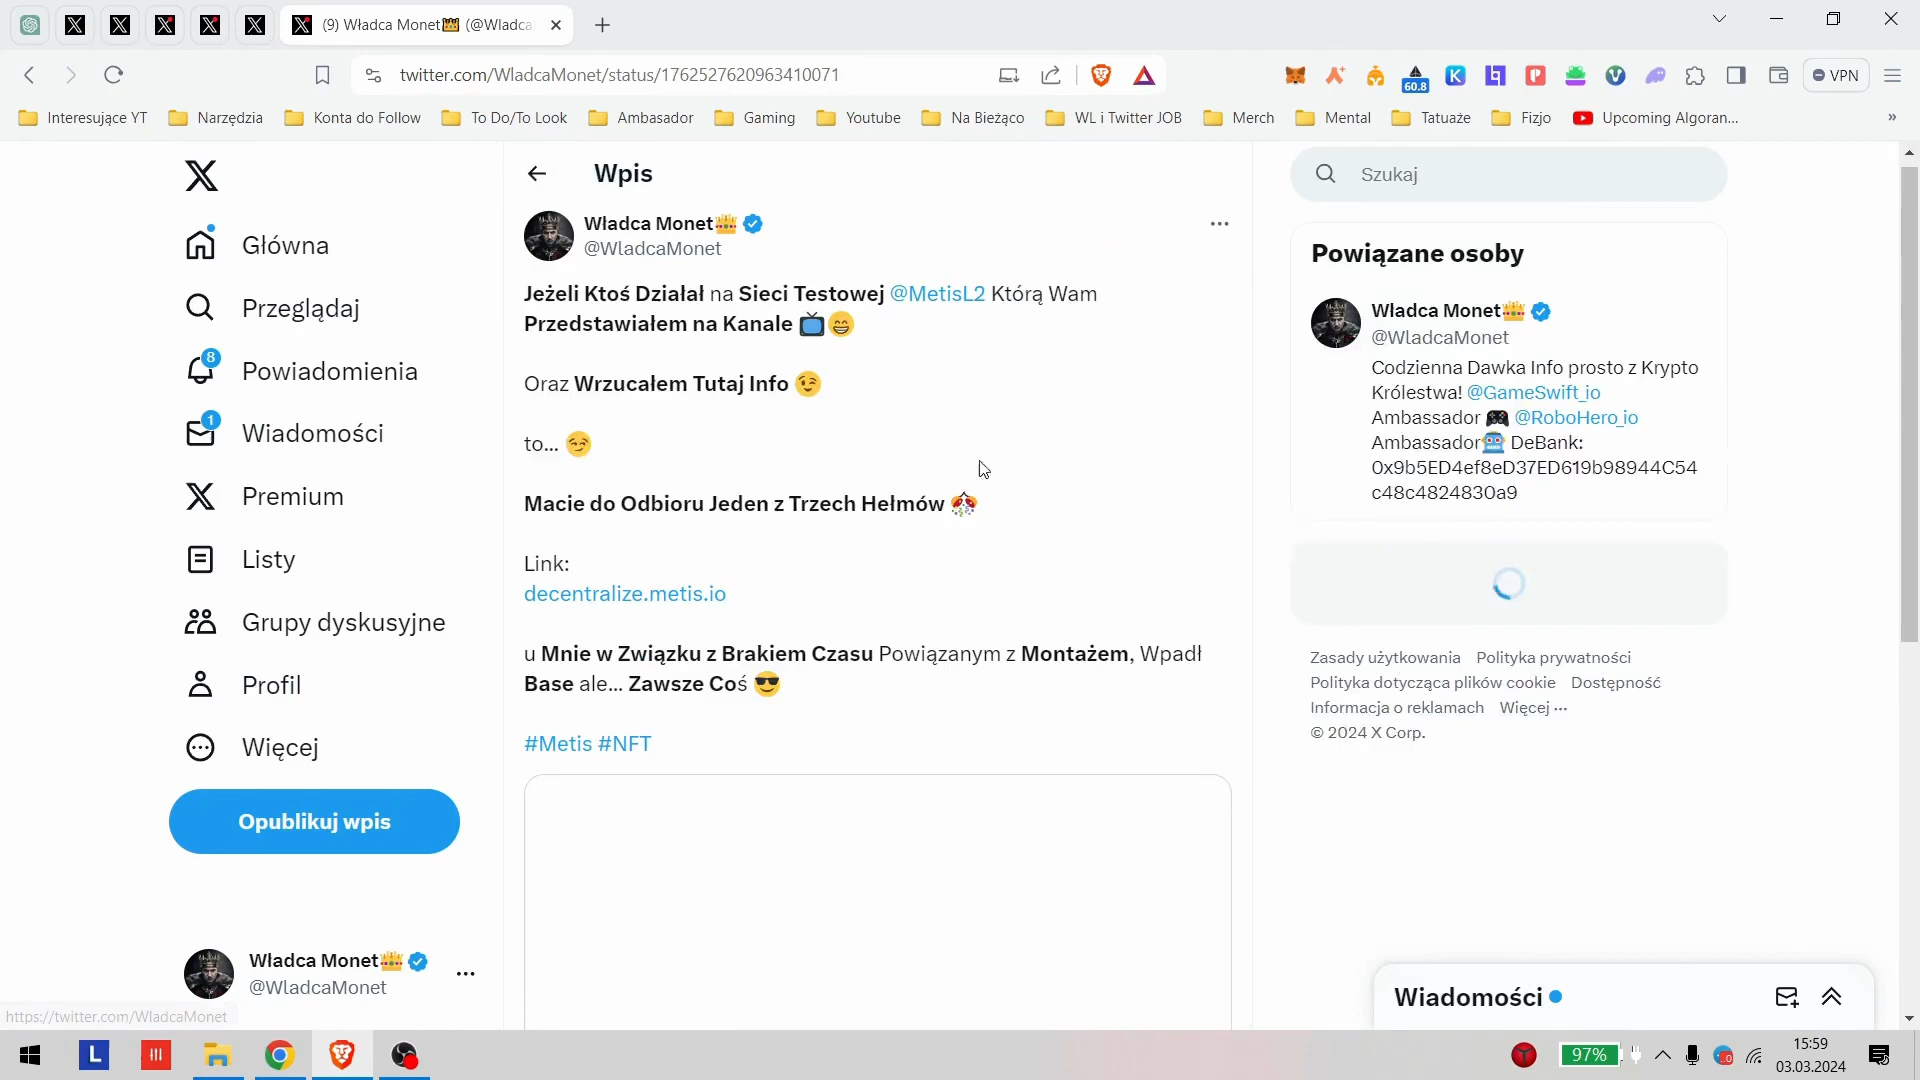 (9) Władca Monet👑 (@Wladca
twitter.com/WladcaMonet/status/1762527620963410071
60.8
VPN
Interesujące YT
Narzędzia
Konta do Follow
To Do/To Look
Ambasador
Gaming
Youtube
Na Bieżąco
WL i Twitter JOB
Merch
Mental
Tatuaże
Fizjo
Upcoming Algoran...
»
Główna
Przeglądaj
8
Powiadomienia
1
Wiadomości
Premium
Listy
Grupy dyskusyjne
Profil
Więcej
Opublikuj wpis
Władca Monet👑
@WladcaMonet
https://twitter.com/WladcaMonet
Wpis
Władca Monet👑
@WladcaMonet
Jeżeli Ktoś Działał na Sieci Testowej @MetisL2 Którą Wam
Przedstawiałem na Kanale 📺😁
Oraz Wrzucałem Tutaj Info 😉
to... 😏
Macie do Odbioru Jeden z Trzech Hełmów 🎊
Link:
decentralize.metis.io
u Mnie w Związku z Brakiem Czasu Powiązanym z Montażem, Wpadł
Base ale... Zawsze Coś 😎
#Metis #NFT
Szukaj
Powiązane osoby
Władca Monet👑
@WladcaMonet
Codzienna Dawka Info prosto z Krypto
Królestwa! @GameSwift_io
Ambassador 🎮 @RoboHero_io
Ambassador🤖 DeBank:
0x9b5ED4ef8eD37ED619b98944C54
c48c4824830a9
Zasady użytkowania Polityka prywatności
Polityka dotycząca plików cookie Dostępność
Informacja o reklamach Więcej ···
© 2024 X Corp.
Wiadomości
L
97%
15:59
03.03.2024